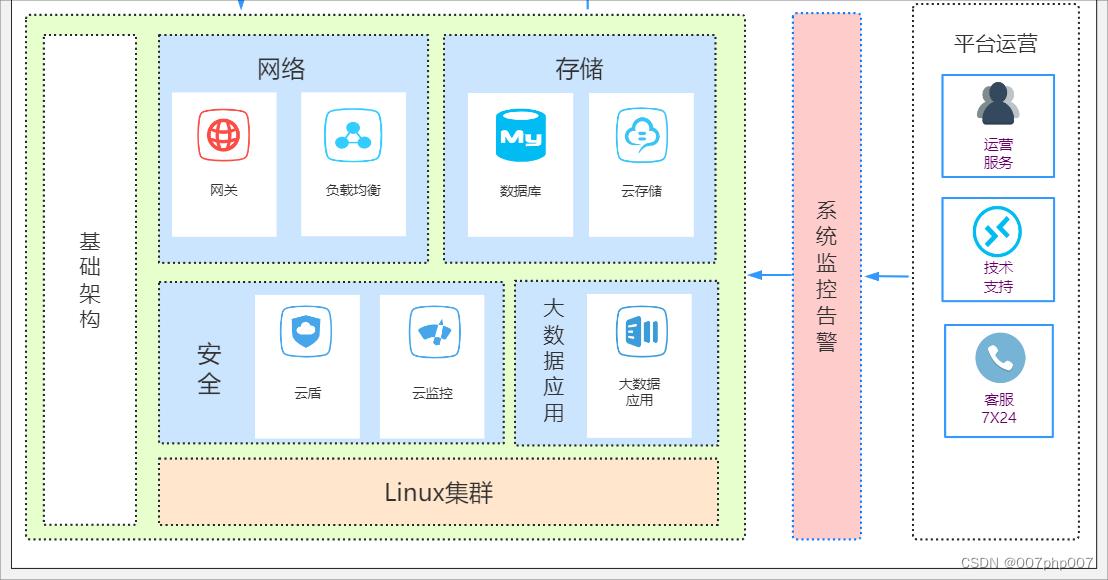 基
础
架
构
网络
网关
负载均衡
存储
My
数据库
云存储
安
全
云盾
云监控
大
数
据
应
用
大数据
应用
Linux集群
系
统
监
控
告
警
平台运营
运营
服务
技术
支持
客服
7X24
CSDN @007php007